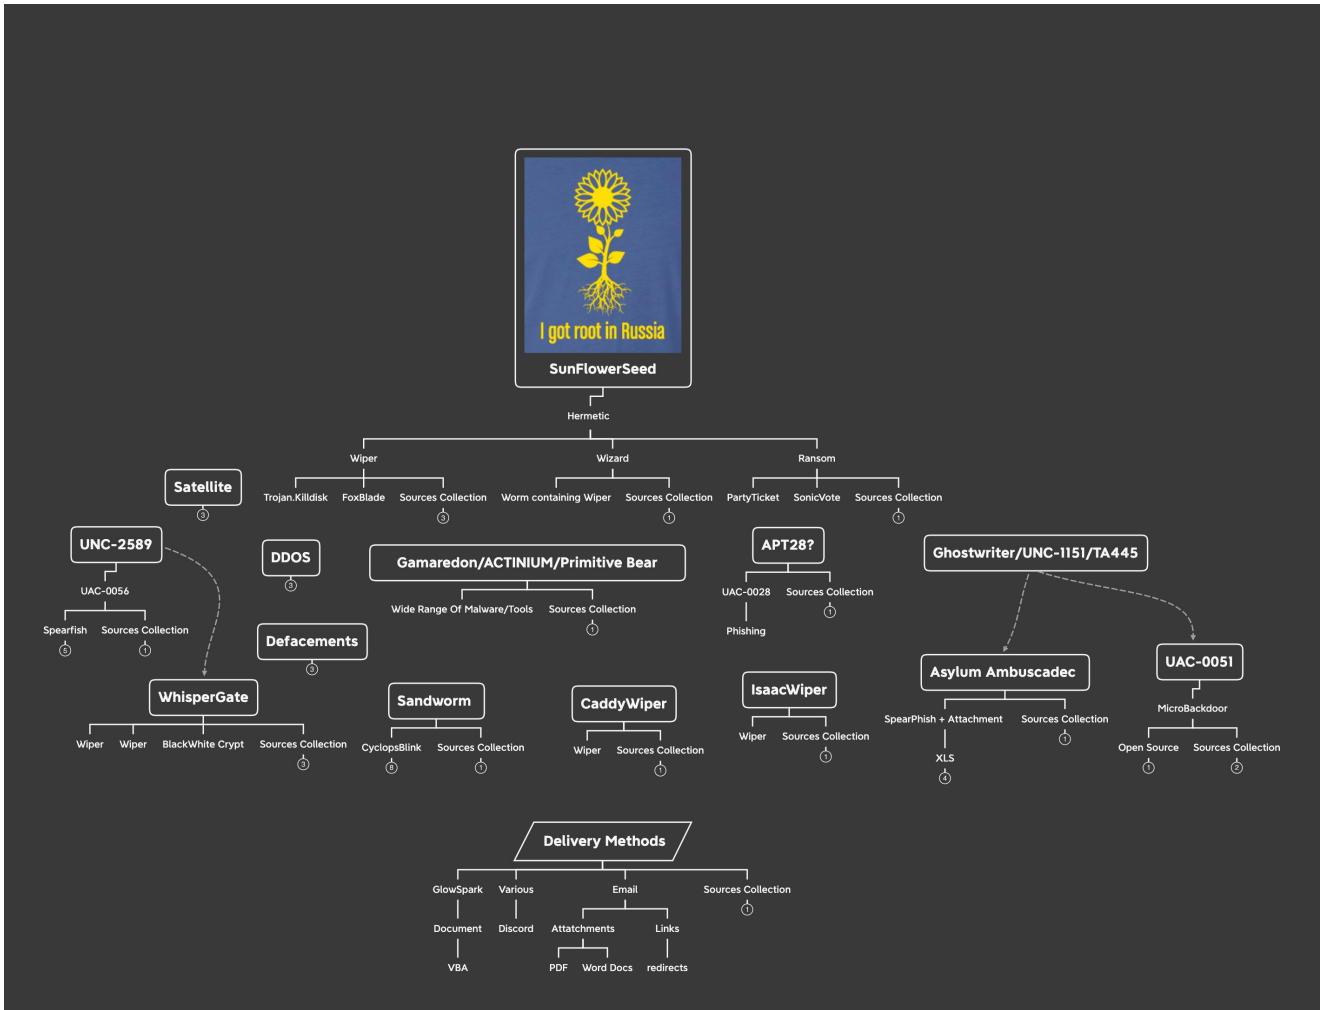 I got root in Russia
SunFlowerSeed
Hermetic
Wiper
Wizard
Ransom
Trojan.Killdisk
FoxBlade
Sources Collection
3
Worm containing Wiper
Sources Collection
1
PartyTicket
SonicVote
Sources Collection
1
Satellite
3
UNC-2589
UAC-0056
Spearfish
5
Sources Collection
1
DDOS
3
Gamaredon/ACTINIUM/Primitive Bear
Wide Range Of Malware/Tools
Sources Collection
1
APT28?
UAC-0028
Phishing
Sources Collection
1
Ghostwriter/UNC-1151/TA445
Defacements
3
WhisperGate
Wiper
Wiper
BlackWhite Crypt
Sources Collection
3
Sandworm
CyclopsBlink
8
Sources Collection
1
CaddyWiper
Wiper
Sources Collection
1
IsaacWiper
Wiper
Sources Collection
1
Asylum Ambuscadec
SpearPhish + Attachment
XLS
4
Sources Collection
1
UAC-0051
MicroBackdoor
Open Source
1
Sources Collection
2
Delivery Methods
GlowSpark
Document
VBA
Various
Discord
Email
Attatchments
PDF
Word Docs
Links
redirects
Sources Collection
1